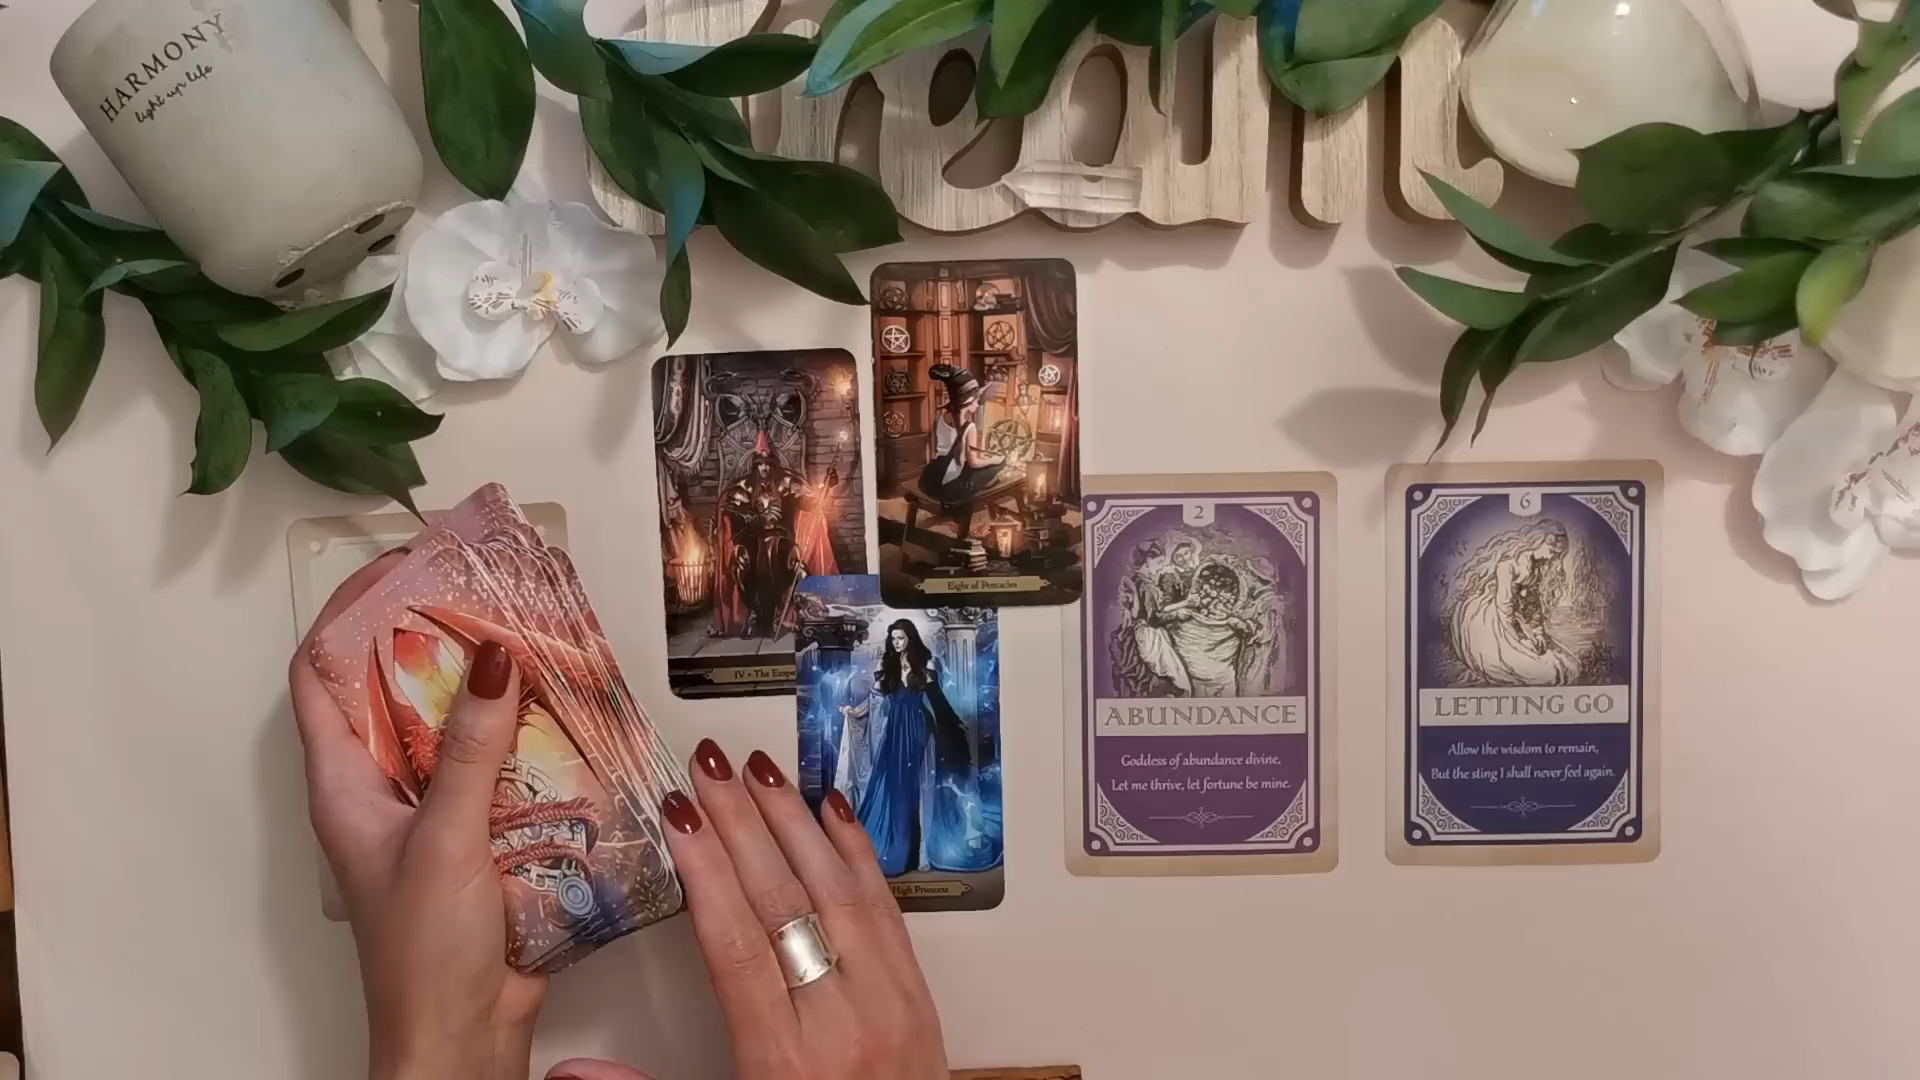 HARMONY
light up life
Eight of Pentacles
IV • The Empe
High Priestess
2
ABUNDANCE
Goddess of abundance divine,
Let me thrive, let fortune be mine.
6
LETTING GO
Allow the wisdom to remain,
But the sting I shall never feel again.